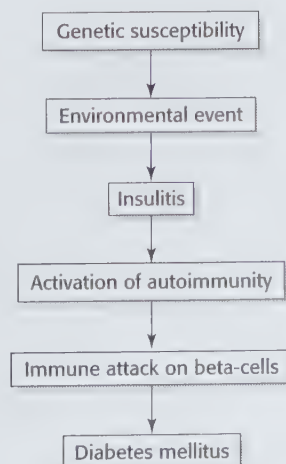 Genetic susceptibility
Environmental event
Insulitis
Activation of autoimmunity
Immune attack on beta-cells
Diabetes mellitus